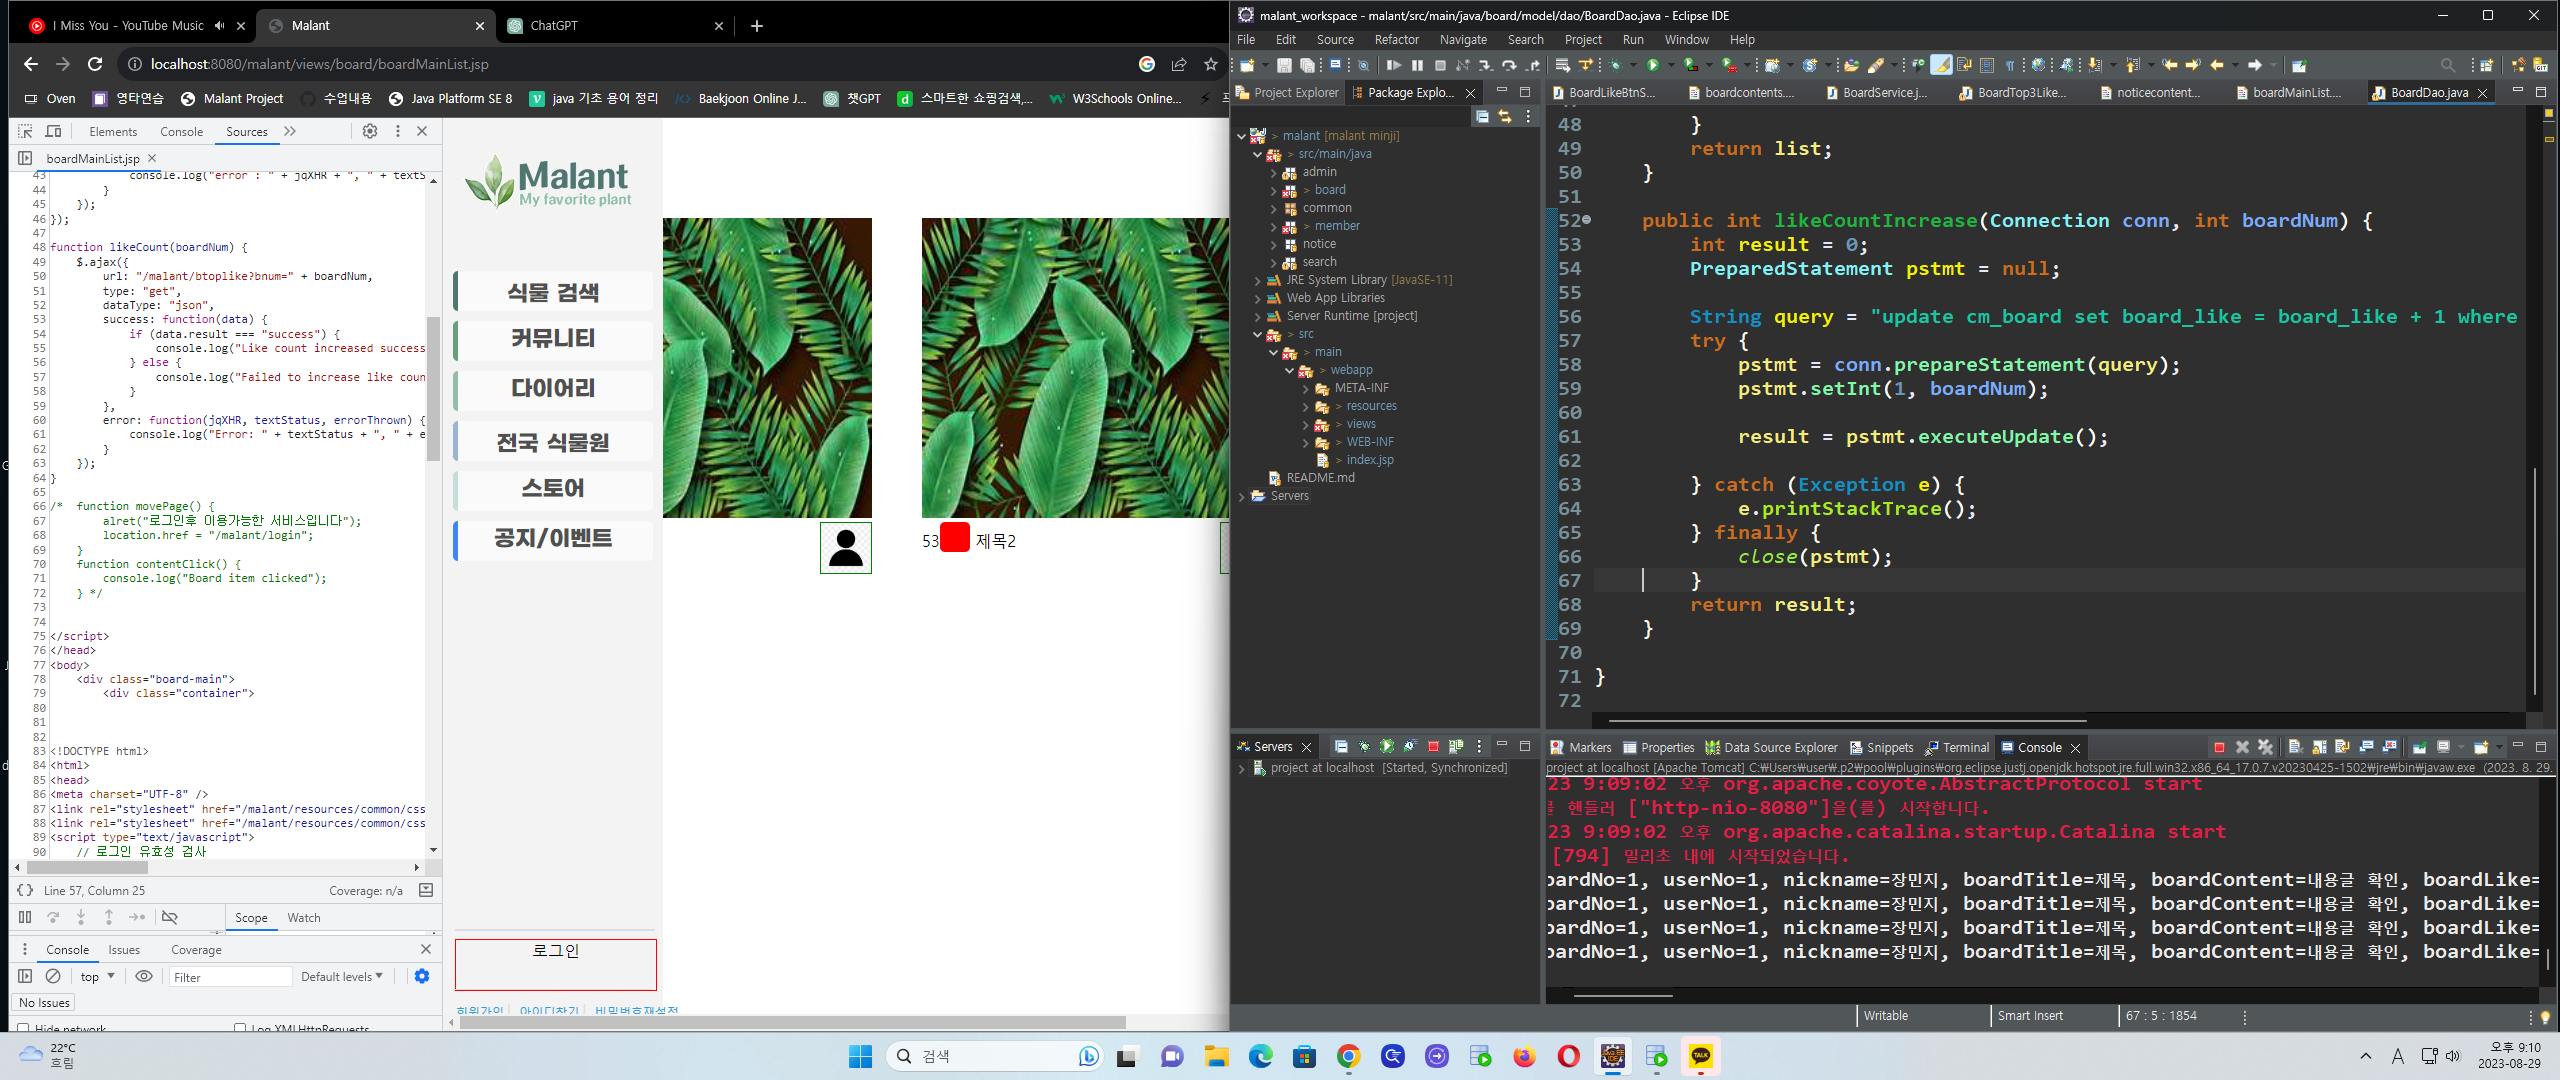 I Miss You - YouTube Music
Malant
ChatGPT
localhost:8080/malant/views/board/boardMainList.jsp
Oven
영타연습
Malant Project
수업내용
Java Platform SE 8
java 기초 용어 정리
Baekjoon Online J...
챗GPT
스마트한 쇼핑검색,...
W3Schools Online...
Elements
Console
Sources
boardMainList.jsp
43 console.log("error : " + jqXHR + ", " + textS
44 }
45 });
46 });
47
48 function likeCount(boardNum) {
49 $.ajax({
50 url: "/malant/btoplike?bnum=" + boardNum,
51 type: "get",
52 dataType: "json",
53 success: function(data) {
54 if (data.result === "success") {
55 console.log("Like count increased success
56 } else {
57 console.log("Failed to increase like coun
58 }
59 },
60 error: function(jqXHR, textStatus, errorThrown) {
61 console.log("Error: " + textStatus + ", " + e
62 }
63 });
64 }
65
66 /* function movePage() {
67 alret("로그인후 이용가능한 서비스입니다");
68 location.href = "/malant/login";
69 }
70 function contentClick() {
71 console.log("Board item clicked");
72 } */
73
74
75 </script>
76 </head>
77 <body>
78 <div class="board-main">
79 <div class="container">
80
81
82
83 <!DOCTYPE html>
84 <html>
85 <head>
86 <meta charset="UTF-8" />
87 <link rel="stylesheet" href="/malant/resources/common/css
88 <link rel="stylesheet" href="/malant/resources/common/css
89 <script type="text/javascript">
90 // 로그인 유효성 검사
{} Line 57, Column 25
Coverage: n/a
Scope
Watch
Console
Issues
Coverage
top
Filter
Default levels
No Issues
Hide network
Log XMLHttpRequests
Malant
My favorite plant
식물 검색
커뮤니티
다이어리
전국 식물원
스토어
공지/이벤트
로그인
회원가입
아이디찾기
비밀번호재설정
53 제목2
malant_workspace - malant/src/main/java/board/model/dao/BoardDao.java - Eclipse IDE
File Edit Source Refactor Navigate Search Project Run Window Help
Project Explorer
Package Explo...
malant [malant minji]
src/main/java
admin
board
common
member
notice
search
JRE System Library [JavaSE-11]
Web App Libraries
Server Runtime [project]
src
main
webapp
META-INF
resources
views
WEB-INF
index.jsp
README.md
Servers
BoardLikeBtnS...
boardcontents....
BoardService.j...
BoardTop3Like...
noticecontent...
boardMainList....
BoardDao.java
48 }
49 return list;
50 }
51
52 public int likeCountIncrease(Connection conn, int boardNum) {
53 int result = 0;
54 PreparedStatement pstmt = null;
55
56 String query = "update cm_board set board_like = board_like + 1 where
57 try {
58 pstmt = conn.prepareStatement(query);
59 pstmt.setInt(1, boardNum);
60
61 result = pstmt.executeUpdate();
62
63 } catch (Exception e) {
64 e.printStackTrace();
65 } finally {
66 close(pstmt);
67 }
68 return result;
69 }
70
71 }
72
Servers
project at localhost [Started, Synchronized]
Markers
Properties
Data Source Explorer
Snippets
Terminal
Console
project at localhost [Apache Tomcat] C:₩Users₩user₩.p2₩pool₩plugins₩org.eclipse.justj.openjdk.hotspot.jre.full.win32.x86_64_17.0.7.v20230425-1502₩jre₩bin₩javaw.exe (2023. 8. 29.
23 9:09:02 오후 org.apache.coyote.AbstractProtocol start
핸들러 ["http-nio-8080"]을(를) 시작합니다.
23 9:09:02 오후 org.apache.catalina.startup.Catalina start
[794] 밀리초 내에 시작되었습니다.
oardNo=1, userNo=1, nickname=장민지, boardTitle=제목, boardContent=내용글 확인, boardLike=
oardNo=1, userNo=1, nickname=장민지, boardTitle=제목, boardContent=내용글 확인, boardLike=
oardNo=1, userNo=1, nickname=장민지, boardTitle=제목, boardContent=내용글 확인, boardLike=
oardNo=1, userNo=1, nickname=장민지, boardTitle=제목, boardContent=내용글 확인, boardLike=
Writable
Smart Insert
67 : 5 : 1854
22°C
흐림
검색
TALK
A
오후 9:10
2023-08-29